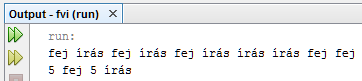 Output - fvi (run)
run:
fej írás fej írás fej írás írás írás fej fej
5 fej 5 írás